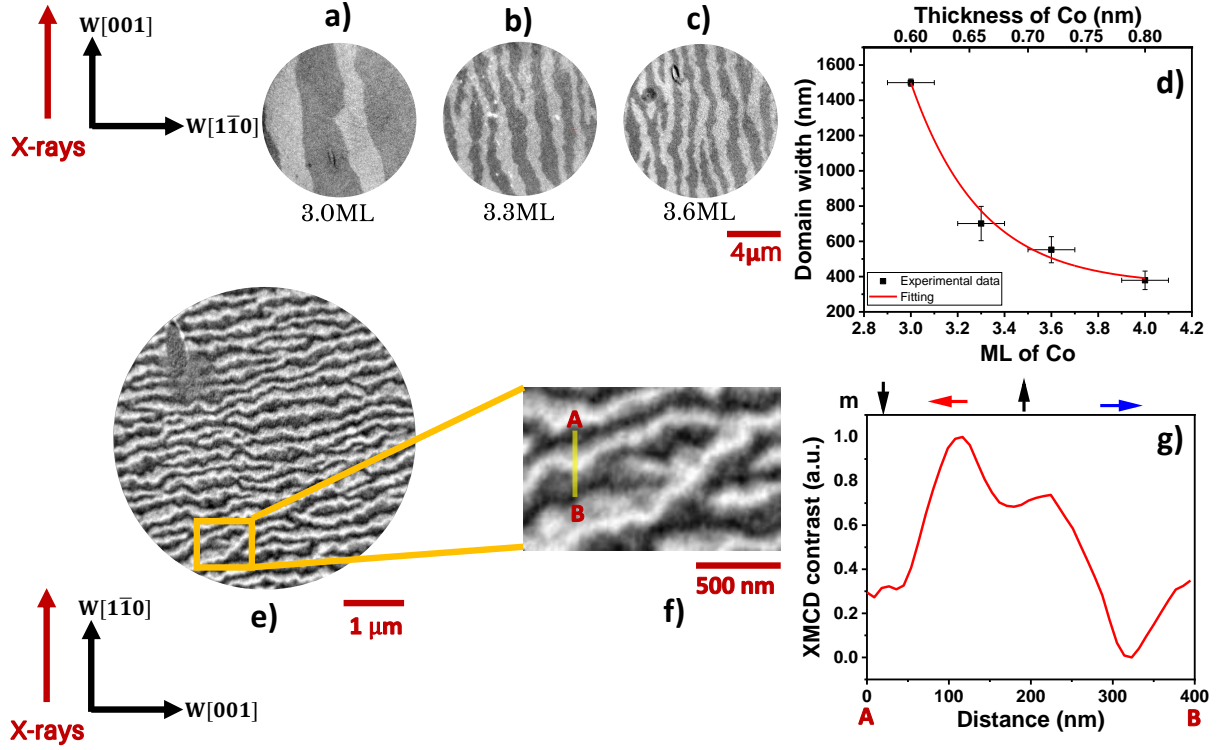 a)
b)
c)
W[001]
W[11̅0]
X-rays
3.0ML
3.3ML
3.6ML
4μm
Thickness of Co (nm)
0.60 0.65 0.70 0.75 0.80
d)
Domain width (nm)
1600
1400
1200
1000
800
600
400
200
Experimental data
Fitting
2.8 3.0 3.2 3.4 3.6 3.8 4.0 4.2
ML of Co
e)
1 μm
W[11̅0]
W[001]
X-rays
A
B
500 nm
f)
m
g)
XMCD contrast (a.u.)
1.0
0.8
0.6
0.4
0.2
0.0
0 100 200 300 400
A Distance (nm) B